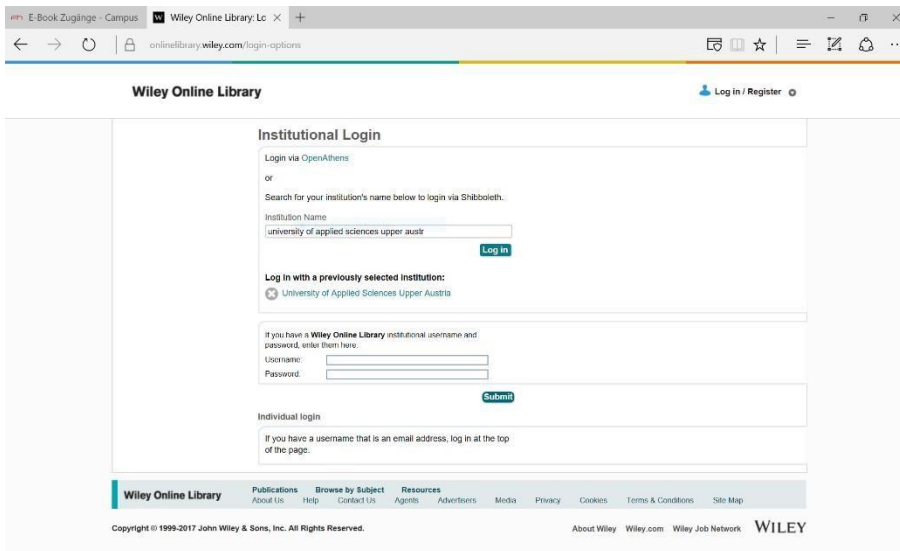 E-Book Zugänge - Campus
W Wiley Online Library: Lo
onlinelibrary.wiley.com/login-options
Wiley Online Library
Log in / Register
Institutional Login
Login via OpenAthens
or
Search for your institution's name below to login via Shibboleth.
Institution Name
university of applied sciences upper austr
Log in
Log in with a previously selected institution:
University of Applied Sciences Upper Austria
If you have a Wiley Online Library institutional username and
password, enter them here.
Username:
Password:
Submit
Individual login
If you have a username that is an email address, log in at the top
of the page.
Wiley Online Library
Publications Browse by Subject Resources
About Us Help Contact Us Agents Advertisers Media Privacy Cookies Terms & Conditions Site Map
Copyright © 1999-2017 John Wiley & Sons, Inc. All Rights Reserved.
About Wiley Wiley.com Wiley Job Network WILEY